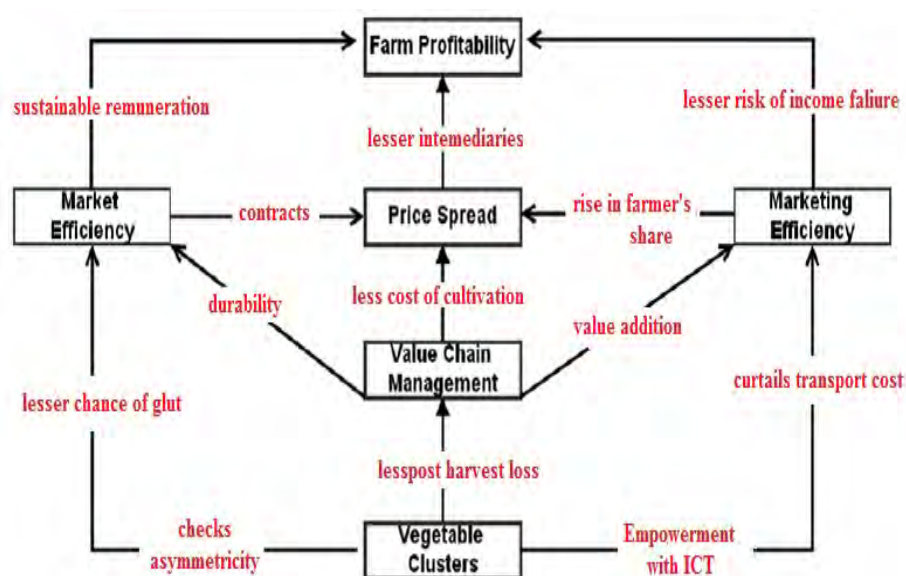 Farm Profitability
sustainable remuneration
lesser risk of income faliure
lesser intemediaries
Market
Efficiency
contracts
Price Spread
rise in farmer's
share
Marketing
Efficiency
durability
less cost of cultivation
value addition
Value Chain
Management
lesser chance of glut
curtails transport cost
lesspost harvest loss
checks
asymmetricity
Vegetable
Clusters
Empowerment
with ICT